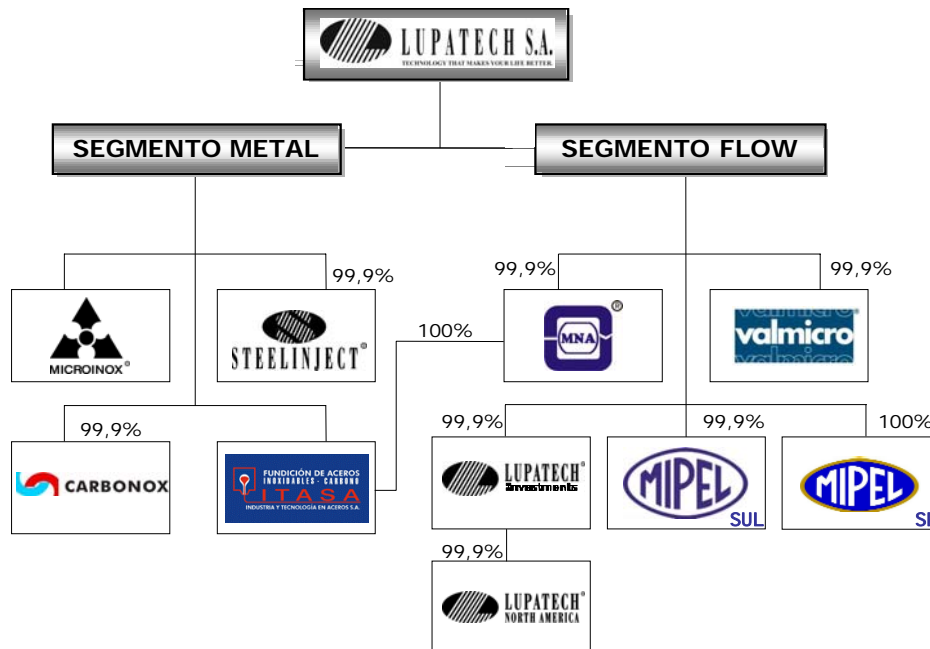 LUPATECH S.A.
TECHNOLOGY THAT MAKES YOUR LIFE BETTER.
SEGMENTO METAL
SEGMENTO FLOW
99,9%
99,9%
99,9%
MICROINOX
STEELINJECT
100%
MNA
valmicro
valmicro
99,9%
99,9%
99,9%
100%
CARBONOX
FUNDICIÓN DE ACEROS
INOXIDABLES - CARBONO
ITASA
INDUSTRIA Y TECNOLOGÍA EN ACEROS S.A.
LUPATECH
Investments
MIPEL
SUL
MIPEL
99,9%
LUPATECH
NORTH AMERICA